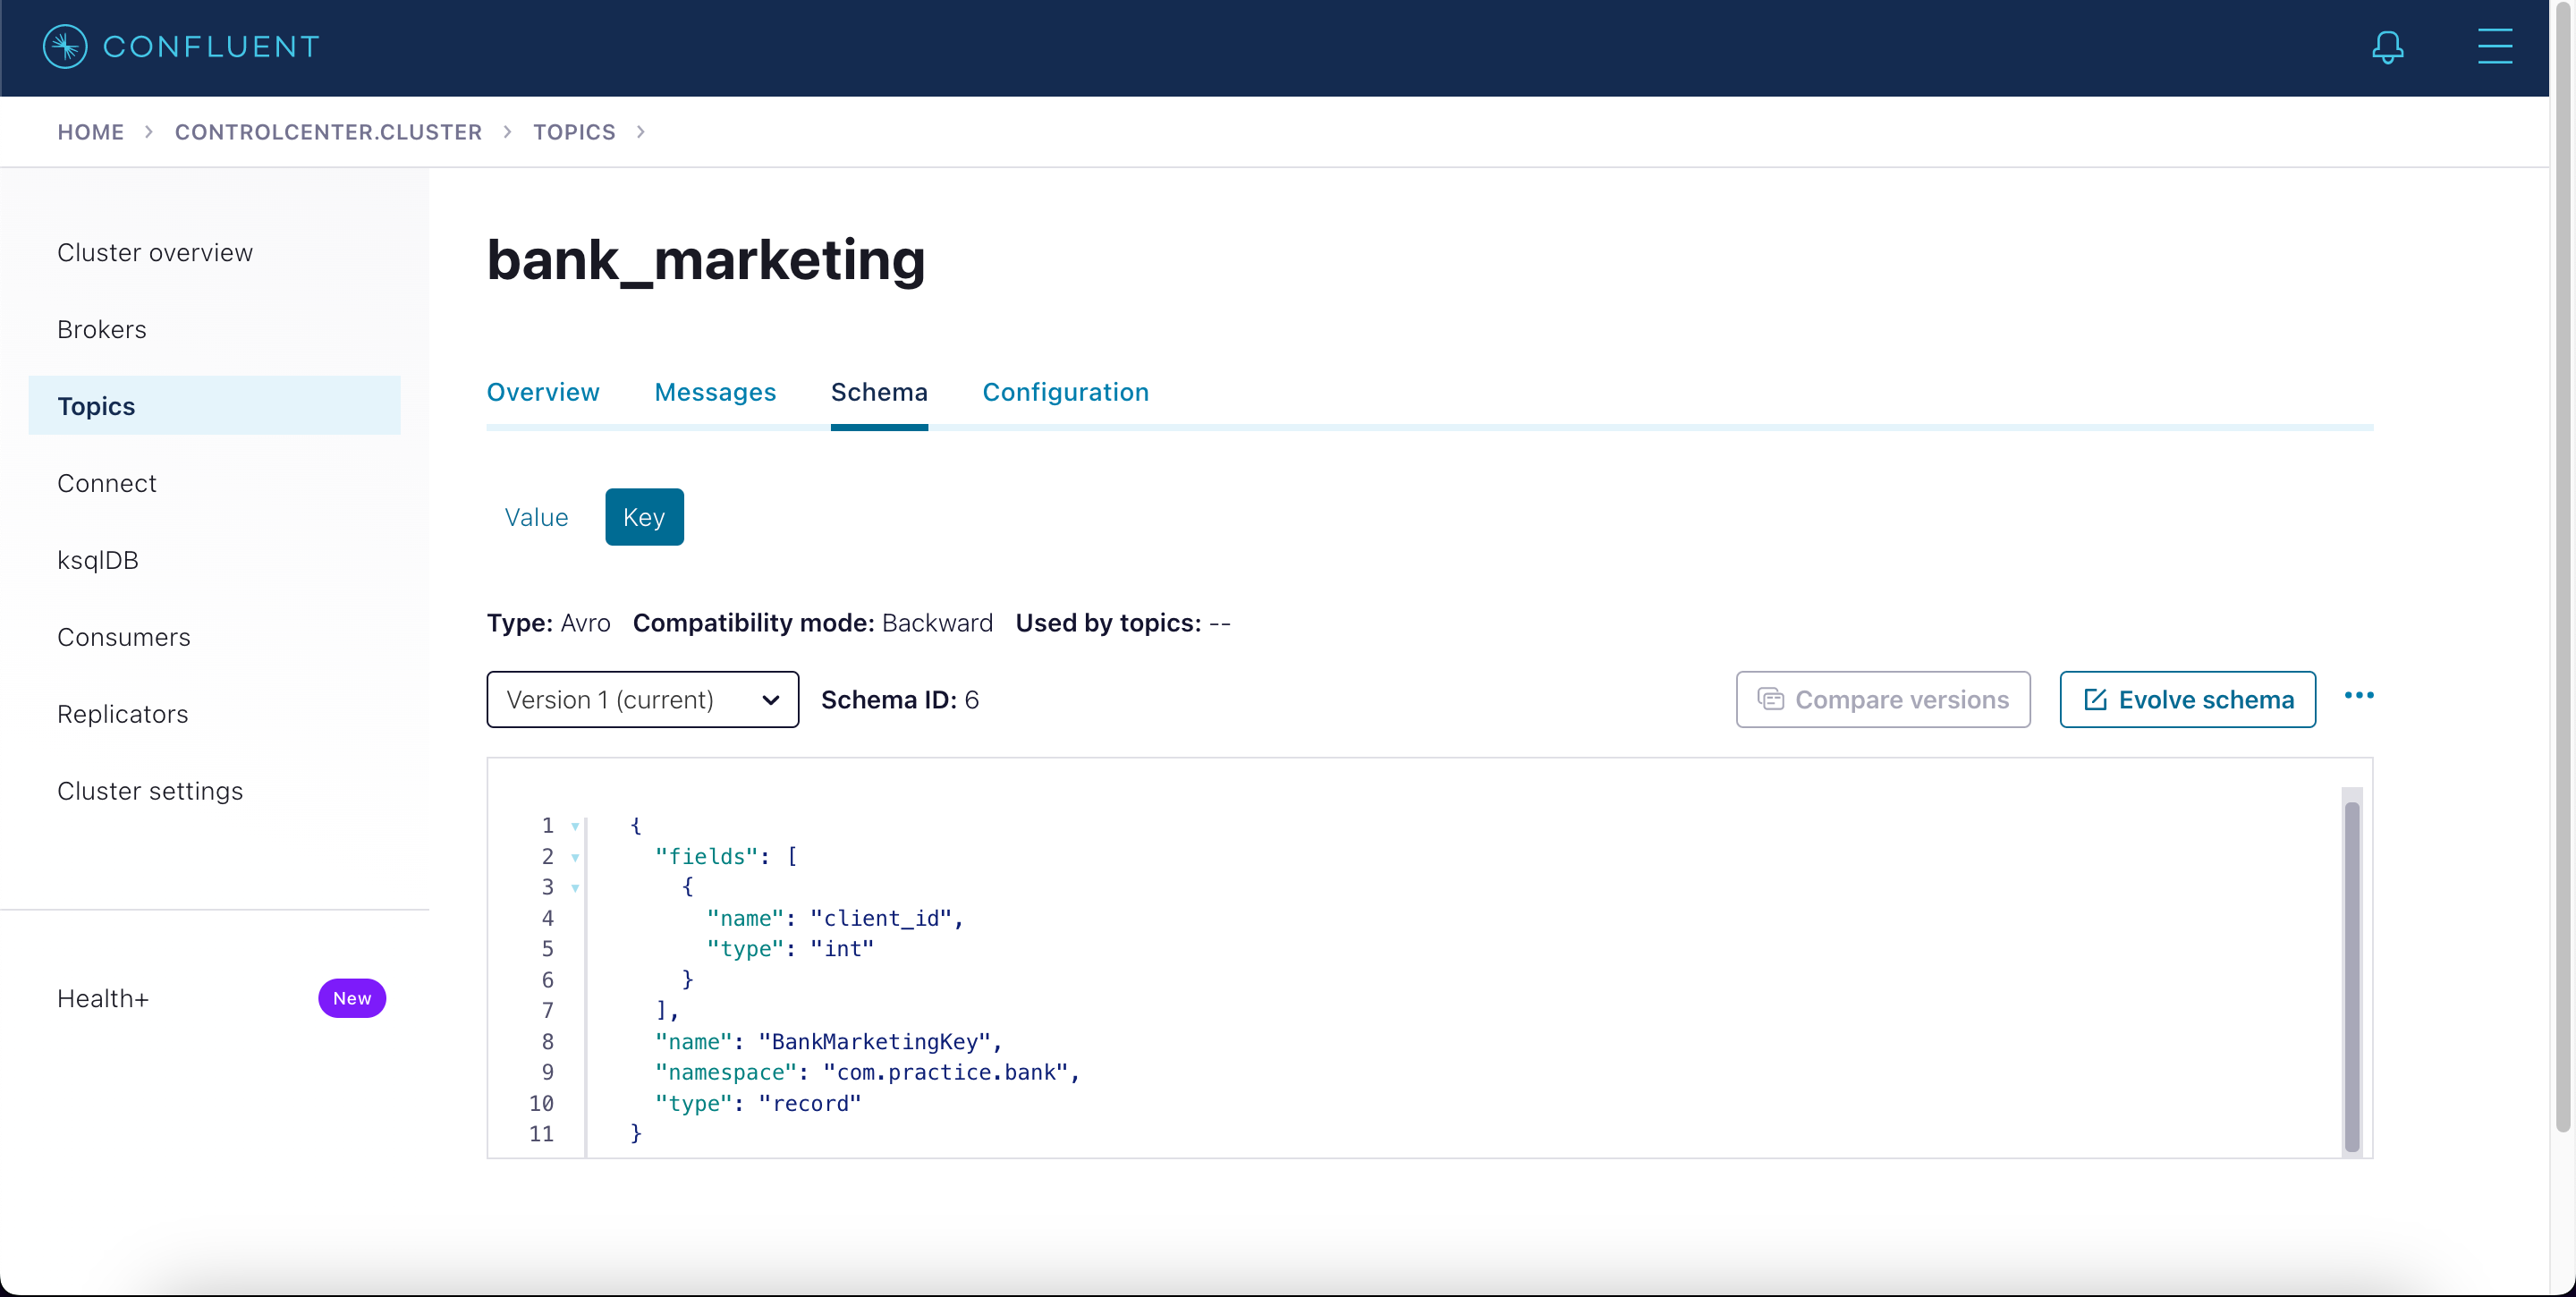 CONFLUENT
HOME > CONTROLCENTER.CLUSTER > TOPICS >
Cluster overview
Brokers
Topics
Connect
ksqlDB
Consumers
Replicators
Cluster settings
Health+ New
bank_marketing
Overview Messages Schema Configuration
Value Key
Type: Avro Compatibility mode: Backward Used by topics: --
Version 1 (current) Schema ID: 6 Compare versions Evolve schema •••
1 {
2 "fields": [
3 {
4 "name": "client_id",
5 "type": "int"
6 }
7 ],
8 "name": "BankMarketingKey",
9 "namespace": "com.practice.bank",
10 "type": "record"
11 }